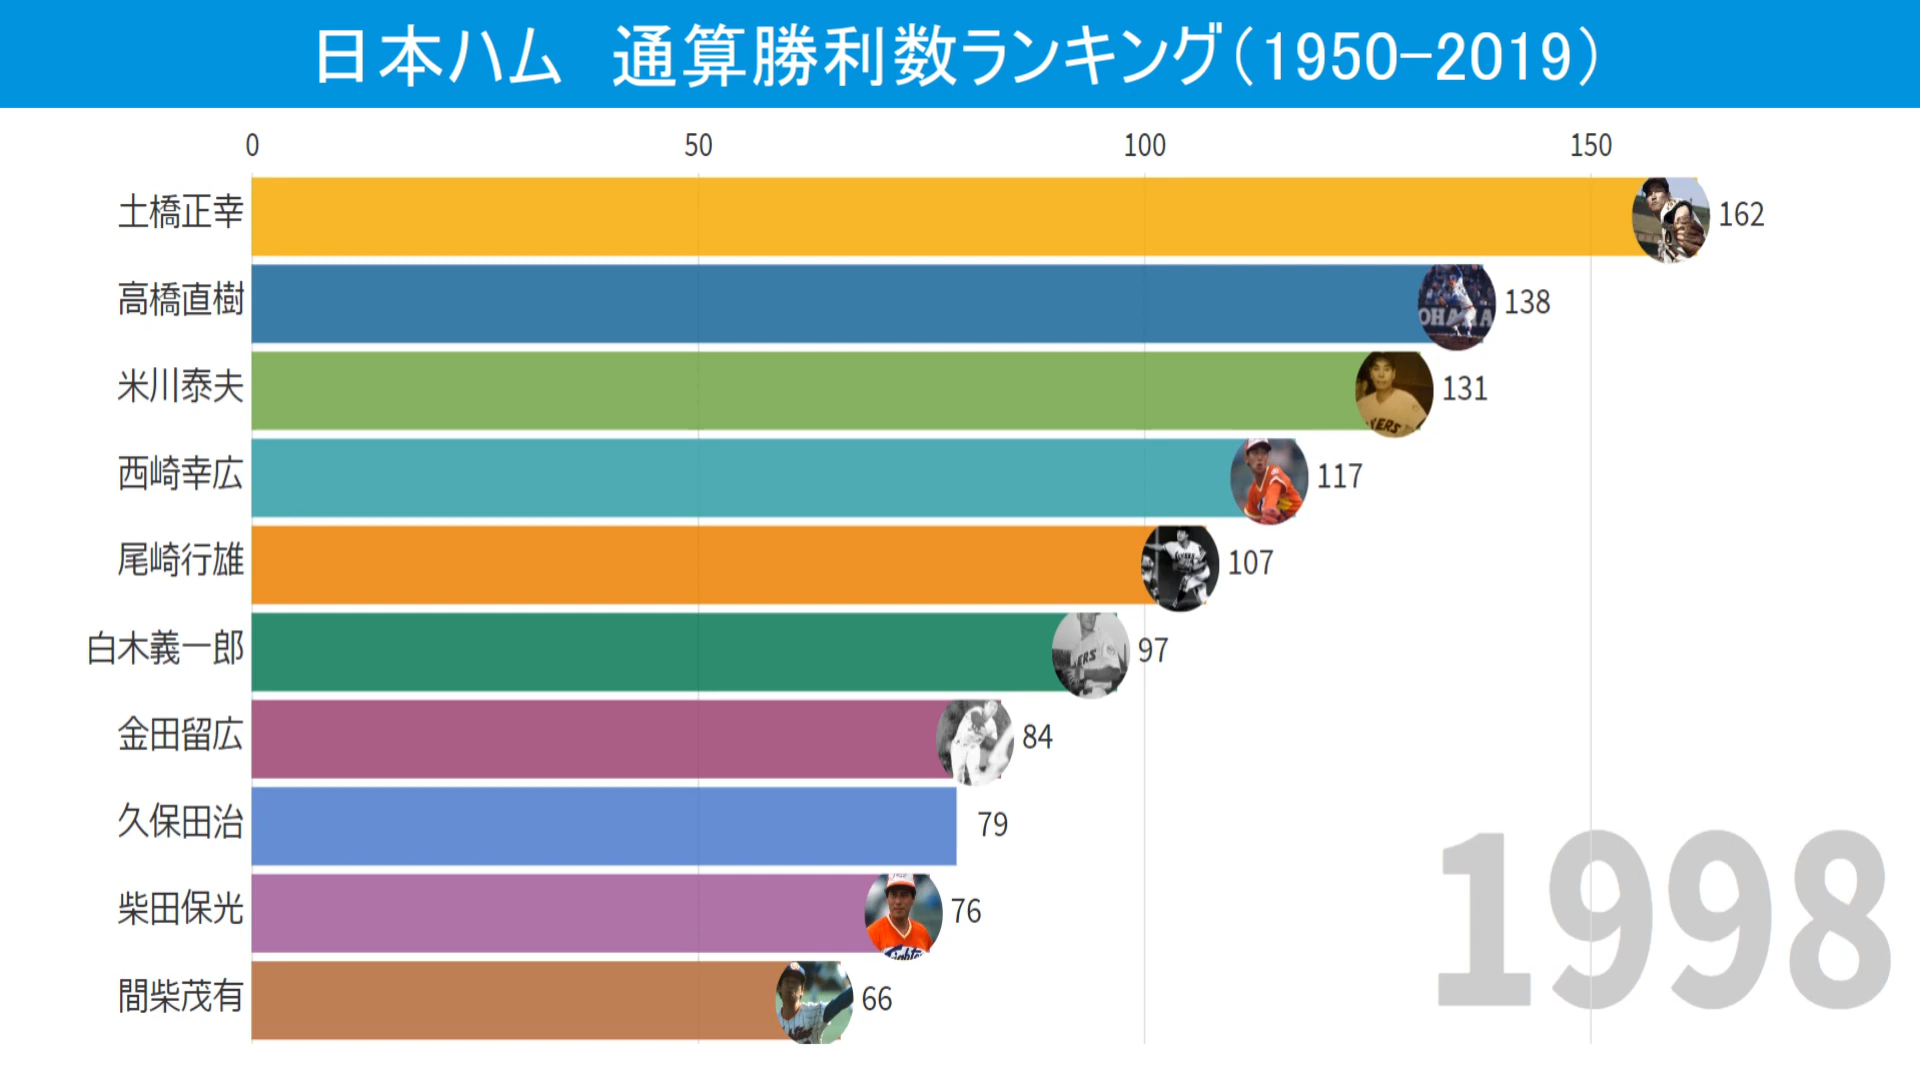 日本ハム 通算勝利数ランキング(1950-2019)
0 50 100 150
土橋正幸 162
高橋直樹 OHA A 138
米川泰夫 KERS 131
西崎幸広 117
尾崎行雄 107
白木義一郎 ERS 97
金田留広 84
久保田治 79
柴田保光 76
間柴茂有 66
1998